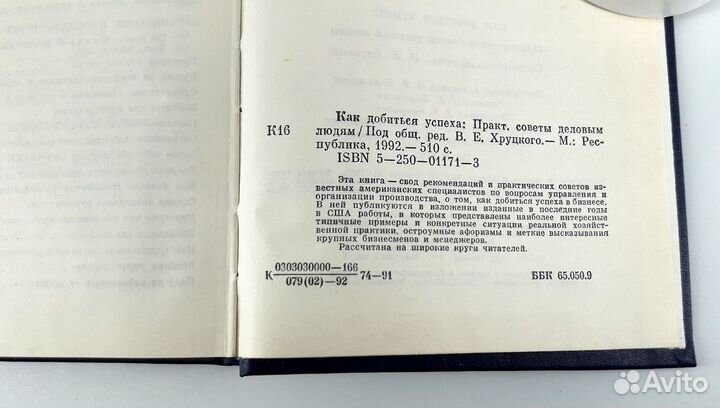 Как добиться успеха: Практ. советы деловым
К16
людям/Под общ. ред. В. Е. Хруцкого.— М.: Рес-
публика, 1992.— 510 с.
ISBN 5—250—01171—3
Эта книга — свод рекомендаций и практических советов из-
вестных американских специалистов по вопросам управления и
организации производства, о том, как добиться успеха в бизнесе.
В ней публикуются в изложении изданные в последние годы
в США работы, в которых представлены наиболее интересные
типичные примеры и конкретные ситуации реальной хозяйст-
венной практики, остроумные афоризмы и меткие высказывания
крупных бизнесменов и менеджеров.
Рассчитана на широкие круги читателей.
К 0303030000—166
079(02)—92
74—91
ББК 65.050.9
Avito